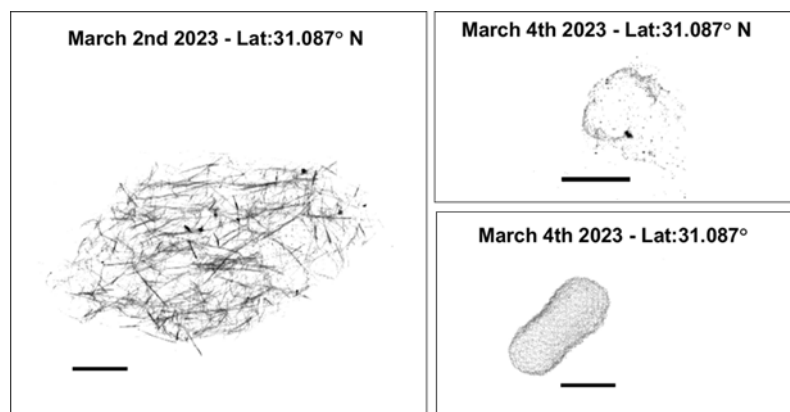 March 2nd 2023 - Lat:31.087° N
March 4th 2023 - Lat:31.087° N
March 4th 2023 - Lat:31.087°